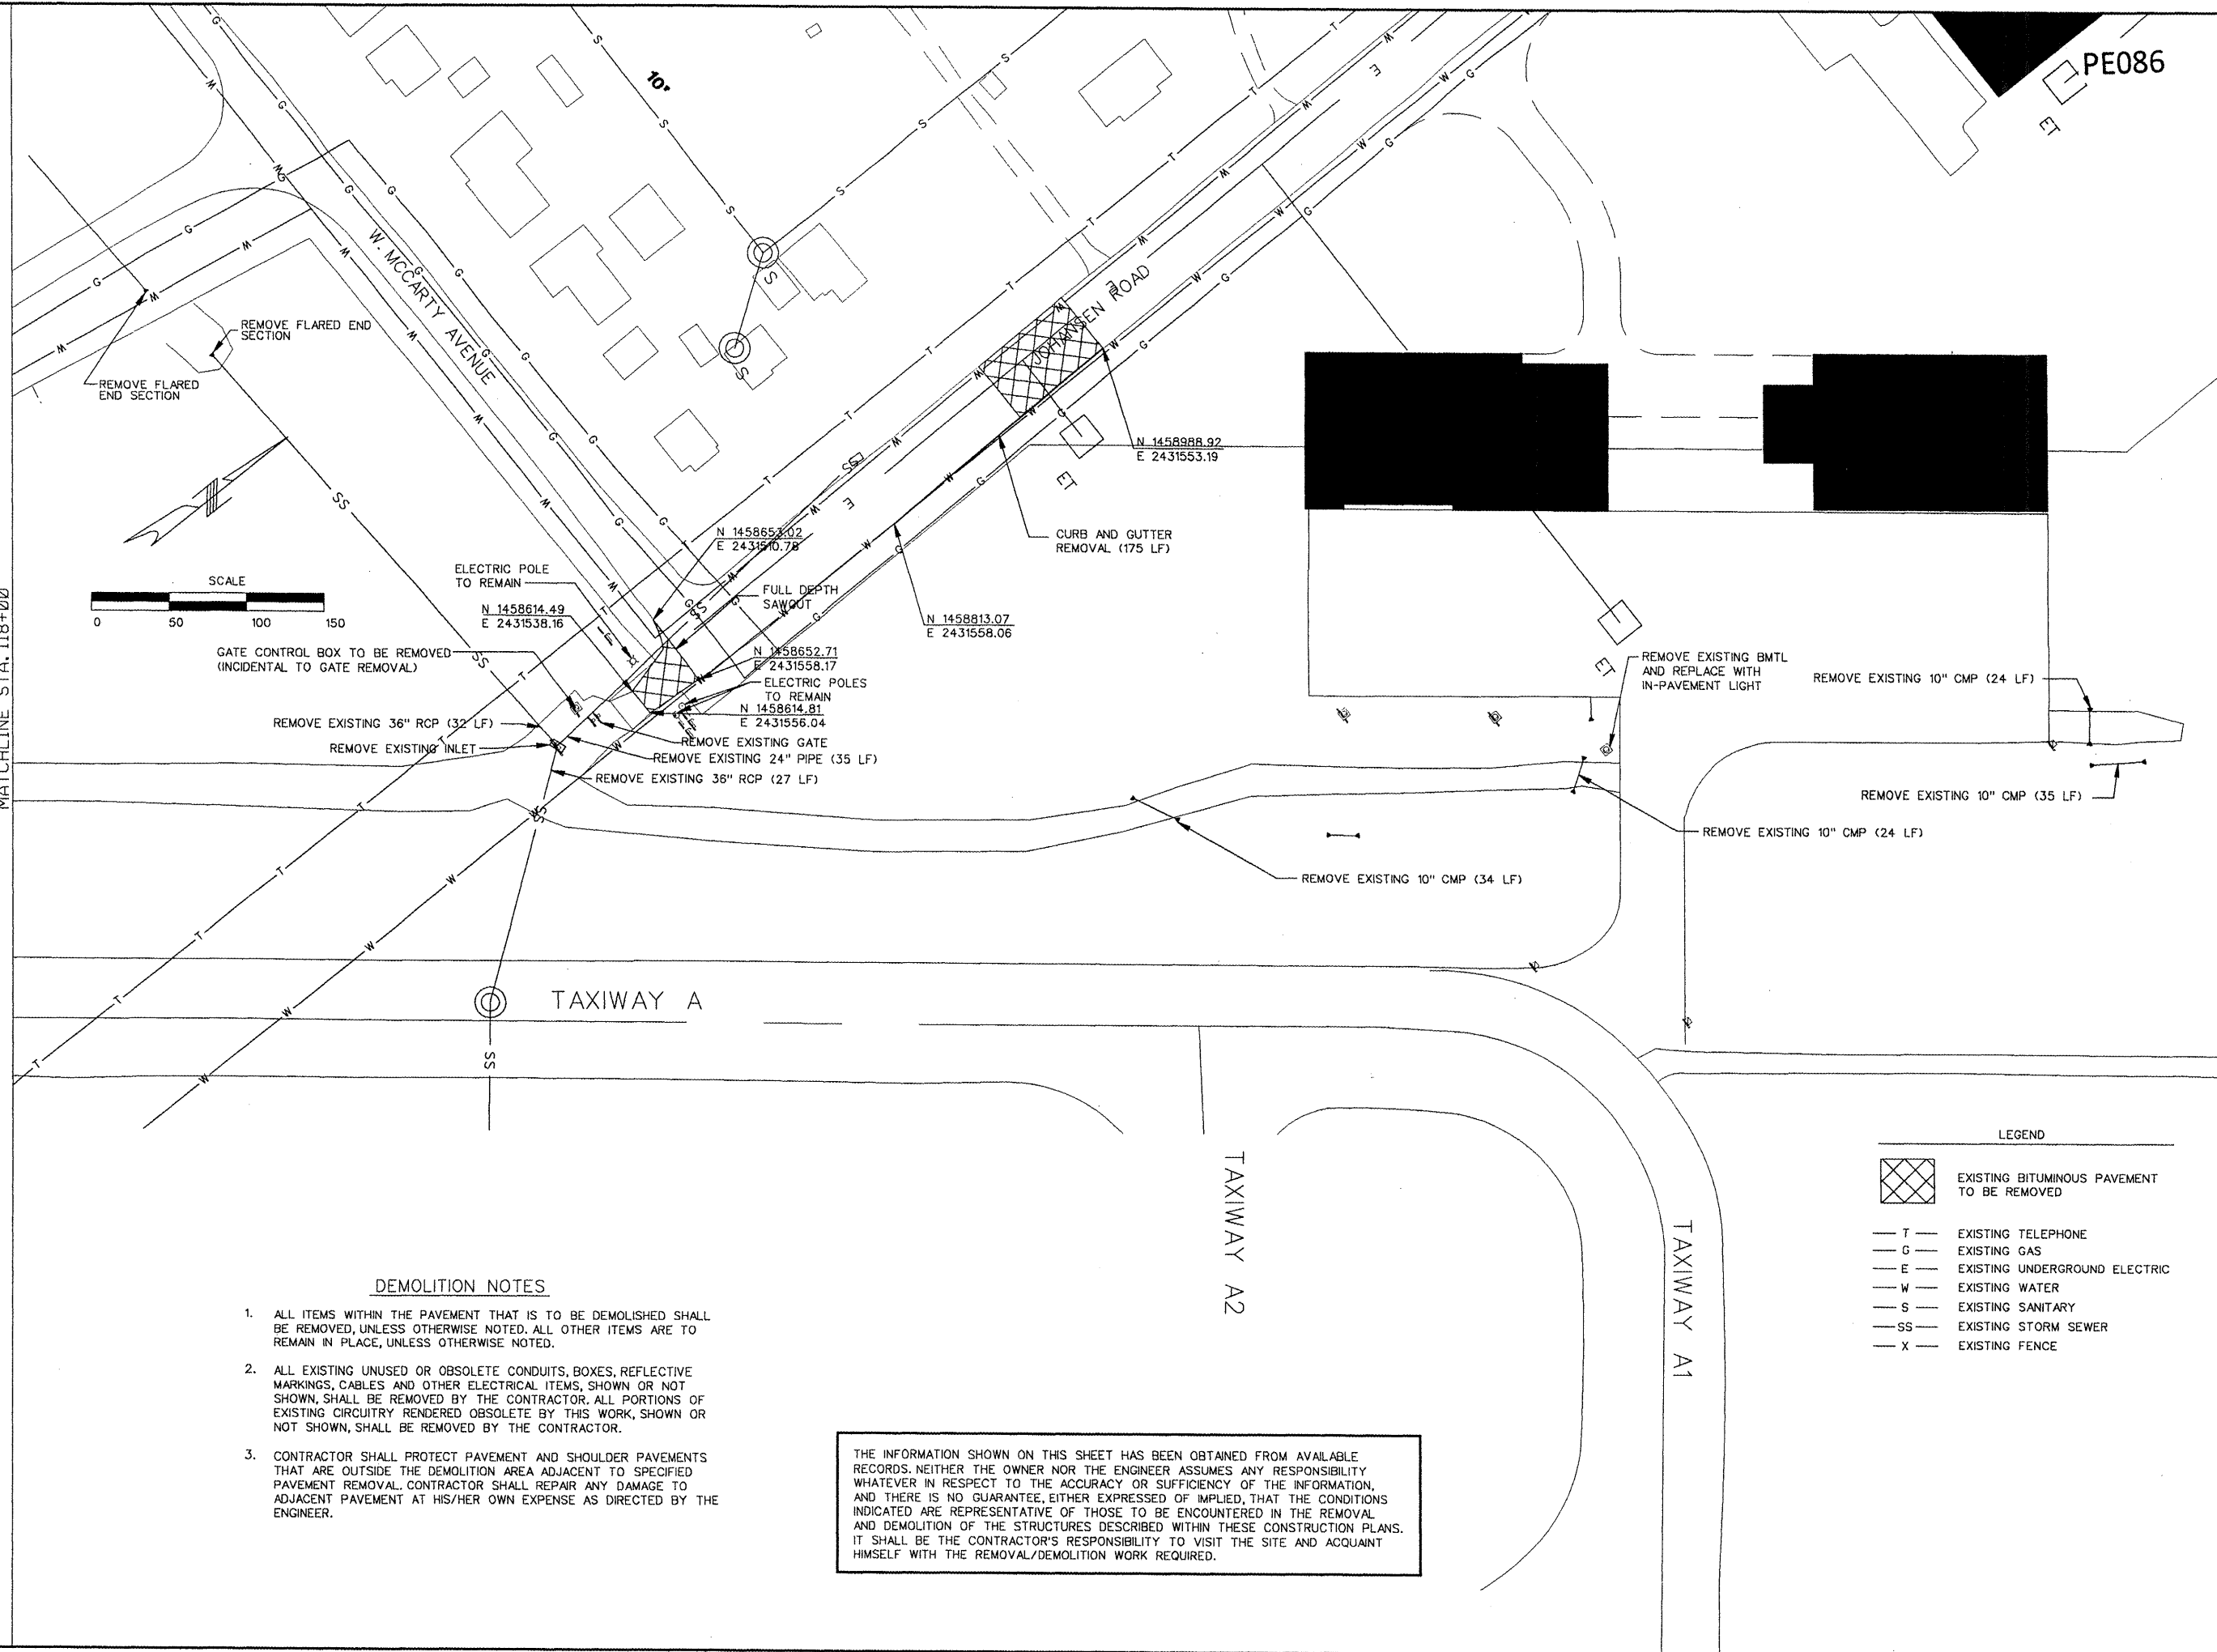 PE086
10"
W. MCCARTY AVENUE
JOHANSEN ROAD
REMOVE FLARED END
SECTION
REMOVE FLARED
END SECTION
SCALE
0 50 100 150
MATCHLINE STA. 118+00
N 1458988.92
E 2431553.19
ET
CURB AND GUTTER
REMOVAL (175 LF)
N 1458653.02
E 2431510.78
ELECTRIC POLE
TO REMAIN
FULL DEPTH
SAWCUT
N 1458614.49
E 2431538.16
N 1458813.07
E 2431558.06
GATE CONTROL BOX TO BE REMOVED
(INCIDENTAL TO GATE REMOVAL)
N 1458652.71
E 2431558.17
ELECTRIC POLES
TO REMAIN
N 1458614.81
E 2431556.04
REMOVE EXISTING 36" RCP (32 LF)
REMOVE EXISTING INLET
REMOVE EXISTING GATE
REMOVE EXISTING 24" PIPE (35 LF)
REMOVE EXISTING 36" RCP (27 LF)
ET
ET
REMOVE EXISTING BMTL
AND REPLACE WITH
IN-PAVEMENT LIGHT
REMOVE EXISTING 10" CMP (24 LF)
REMOVE EXISTING 10" CMP (35 LF)
REMOVE EXISTING 10" CMP (24 LF)
REMOVE EXISTING 10" CMP (34 LF)
SS
SS
SS
TAXIWAY A
TAXIWAY A2
TAXIWAY A1
LEGEND
EXISTING BITUMINOUS PAVEMENT
TO BE REMOVED
T EXISTING TELEPHONE
G EXISTING GAS
E EXISTING UNDERGROUND ELECTRIC
W EXISTING WATER
S EXISTING SANITARY
SS EXISTING STORM SEWER
X EXISTING FENCE
DEMOLITION NOTES
1. ALL ITEMS WITHIN THE PAVEMENT THAT IS TO BE DEMOLISHED SHALL
BE REMOVED, UNLESS OTHERWISE NOTED. ALL OTHER ITEMS ARE TO
REMAIN IN PLACE, UNLESS OTHERWISE NOTED.
2. ALL EXISTING UNUSED OR OBSOLETE CONDUITS, BOXES, REFLECTIVE
MARKINGS, CABLES AND OTHER ELECTRICAL ITEMS, SHOWN OR NOT
SHOWN, SHALL BE REMOVED BY THE CONTRACTOR. ALL PORTIONS OF
EXISTING CIRCUITRY RENDERED OBSOLETE BY THIS WORK, SHOWN OR
NOT SHOWN, SHALL BE REMOVED BY THE CONTRACTOR.
3. CONTRACTOR SHALL PROTECT PAVEMENT AND SHOULDER PAVEMENTS
THAT ARE OUTSIDE THE DEMOLITION AREA ADJACENT TO SPECIFIED
PAVEMENT REMOVAL. CONTRACTOR SHALL REPAIR ANY DAMAGE TO
ADJACENT PAVEMENT AT HIS/HER OWN EXPENSE AS DIRECTED BY THE
ENGINEER.
THE INFORMATION SHOWN ON THIS SHEET HAS BEEN OBTAINED FROM AVAILABLE
RECORDS. NEITHER THE OWNER NOR THE ENGINEER ASSUMES ANY RESPONSIBILITY
WHATEVER IN RESPECT TO THE ACCURACY OR SUFFICIENCY OF THE INFORMATION,
AND THERE IS NO GUARANTEE, EITHER EXPRESSED OF IMPLIED, THAT THE CONDITIONS
INDICATED ARE REPRESENTATIVE OF THOSE TO BE ENCOUNTERED IN THE REMOVAL
AND DEMOLITION OF THE STRUCTURES DESCRIBED WITHIN THESE CONSTRUCTION PLANS.
IT SHALL BE THE CONTRACTOR'S RESPONSIBILITY TO VISIT THE SITE AND ACQUAINT
HIMSELF WITH THE REMOVAL/DEMOLITION WORK REQUIRED.